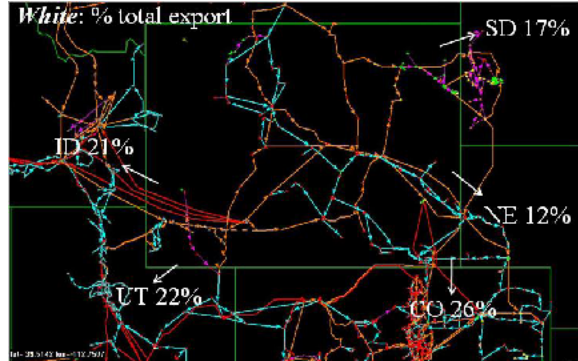 White: % total export
SD 17%
ID 21%
NE 12%
UT 22%
CO 26%